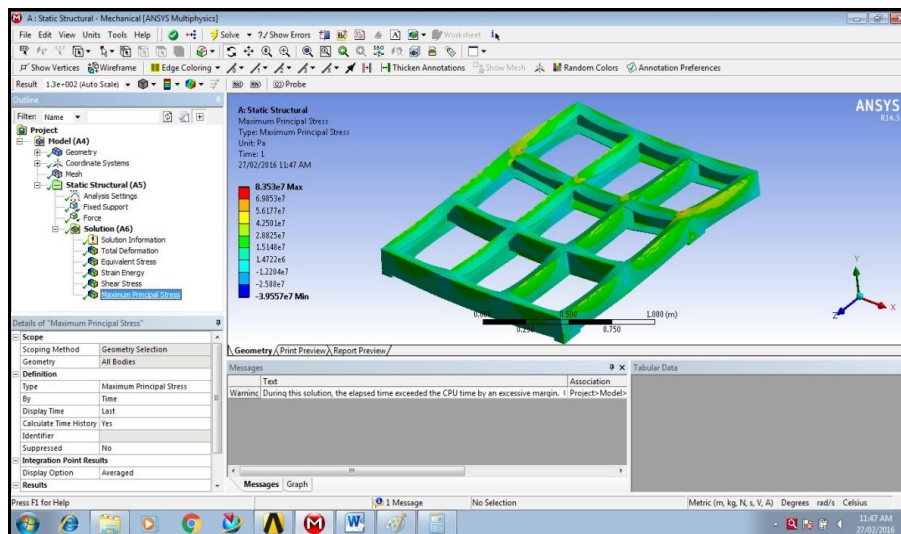 A : Static Structural - Mechanical [ANSYS Multiphysics]
File Edit View Units Tools Help Solve ?/ Show Errors Worksheet
Show Vertices Wireframe Edge Coloring Thicken Annotations Show Mesh Random Colors Annotation Preferences
Result 1.3e+002 (Auto Scale) Probe
Outline
Filter: Name
Project
Model (A4)
Geometry
Coordinate Systems
Mesh
Static Structural (A5)
Analysis Settings
Fixed Support
Force
Solution (A6)
Solution Information
Total Deformation
Equivalent Stress
Strain Energy
Shear Stress
Maximum Principal Stress
A: Static Structural
Maximum Principal Stress
Type: Maximum Principal Stress
Unit: Pa
Time: 1
27/02/2016 11:47 AM
8.353e7 Max
6.9853e7
5.6177e7
4.2501e7
2.8825e7
1.5148e7
1.4722e6
-1.2204e7
-2.588e7
-3.9557e7 Min
ANSYS
R14.5
0.000 0.500 1.000 (m)
0.250 0.750
Y
X
Z
Geometry Print Preview Report Preview
Details of "Maximum Principal Stress"
Scope
Scoping Method Geometry Selection
Geometry All Bodies
Definition
Type Maximum Principal Stress
By Time
Display Time Last
Calculate Time History Yes
Identifier
Suppressed No
Integration Point Results
Display Option Averaged
Results
Messages
Text Association
Warning During this solution, the elapsed time exceeded the CPU time by an excessive margin. ( Project>Model>
Messages Graph
Tabular Data
Press F1 for Help 1 Message No Selection Metric (m, kg, N, s, V, A) Degrees rad/s Celsius
11:47 AM
27/02/2016